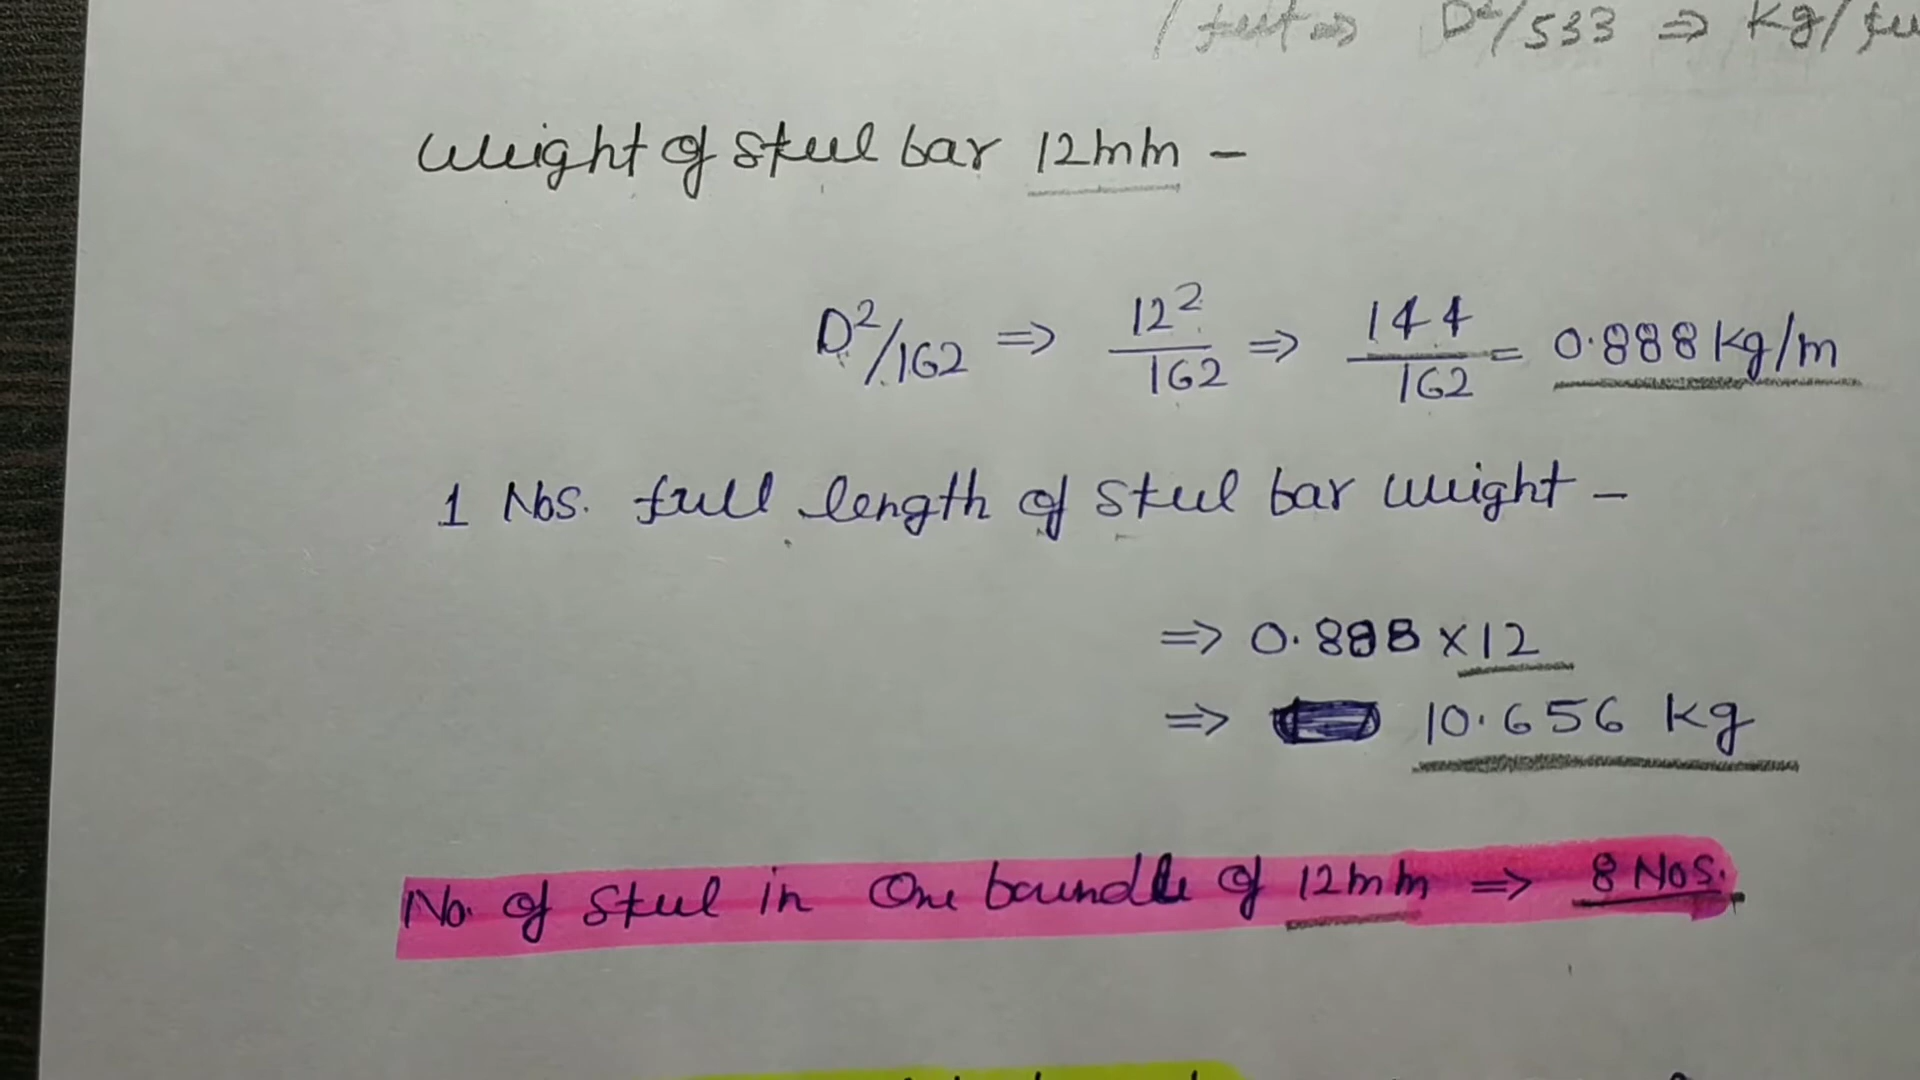 / feet ⇒ D²/533 ⇒ Kg/
Weight of Steel bar 12mm -
D²/162 ⇒ 12²/162 ⇒ 144/162 = 0.888 kg/m
1 Nos. full length of Steel bar weight -
⇒ 0.888 x 12
⇒ 10.656 kg
No. of Steel in One baundle of 12mm ⇒ 8 Nos.